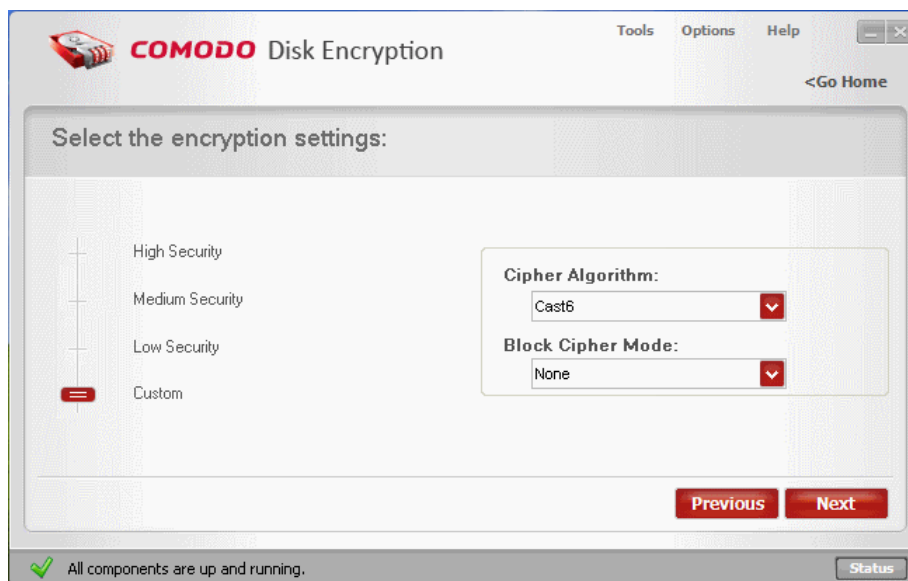 COMODO Disk Encryption
Tools Options Help
<Go Home
Select the encryption settings:
High Security
Medium Security
Low Security
Custom
Cipher Algorithm:
Cast6
Block Cipher Mode:
None
Previous Next
All components are up and running.
Status